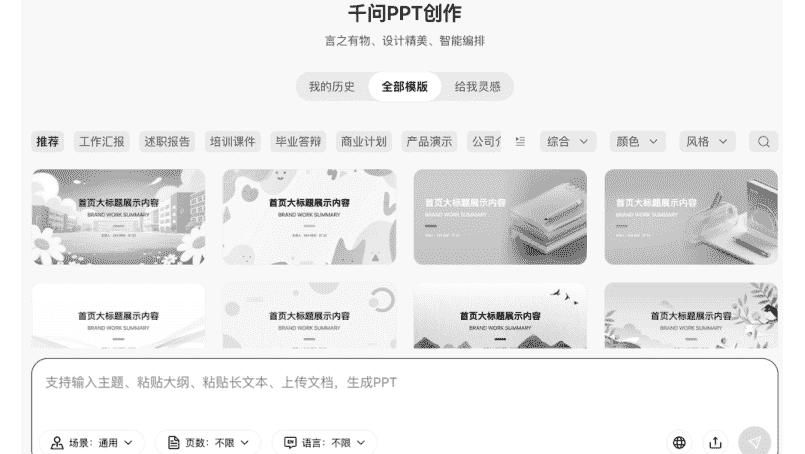 千问PPT创作
言之有物、设计精美、智能编排
我的历史 全部模版 给我灵感
推荐 工作汇报 述职报告 培训课件 毕业答辩 商业计划 产品演示 公司介 综合 颜色 风格
首页大标题展示内容 首页大标题展示内容 首页大标题展示内容 首页大标题展示内容
BRAND WORK SUMMARY BRAND WORK SUMMARY BRAND WORK SUMMARY BRAND WORK SUMMARY
首页大标题展示内容 首页大标题展示内容 首页大标题展示内容 首页大标题展示内容
BRAND WORK SUMMARY BRAND WORK SUMMARY BRAND WORK SUMMARY BRAND WORK SUMMARY
支持输入主题、粘贴大纲、粘贴长文本、上传文档，生成PPT
场景：通用 页数：不限 EN 语言：不限